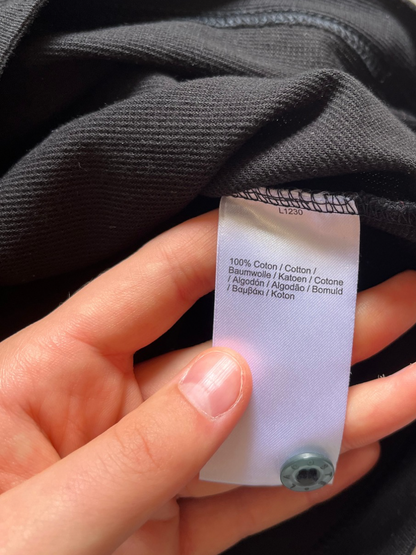 L1230
100% Coton / Cotton /
Baumwolle / Katoen / Cotone
/ Algodón / Algodão / Bomuld
/ Βαμβάκι / Koton